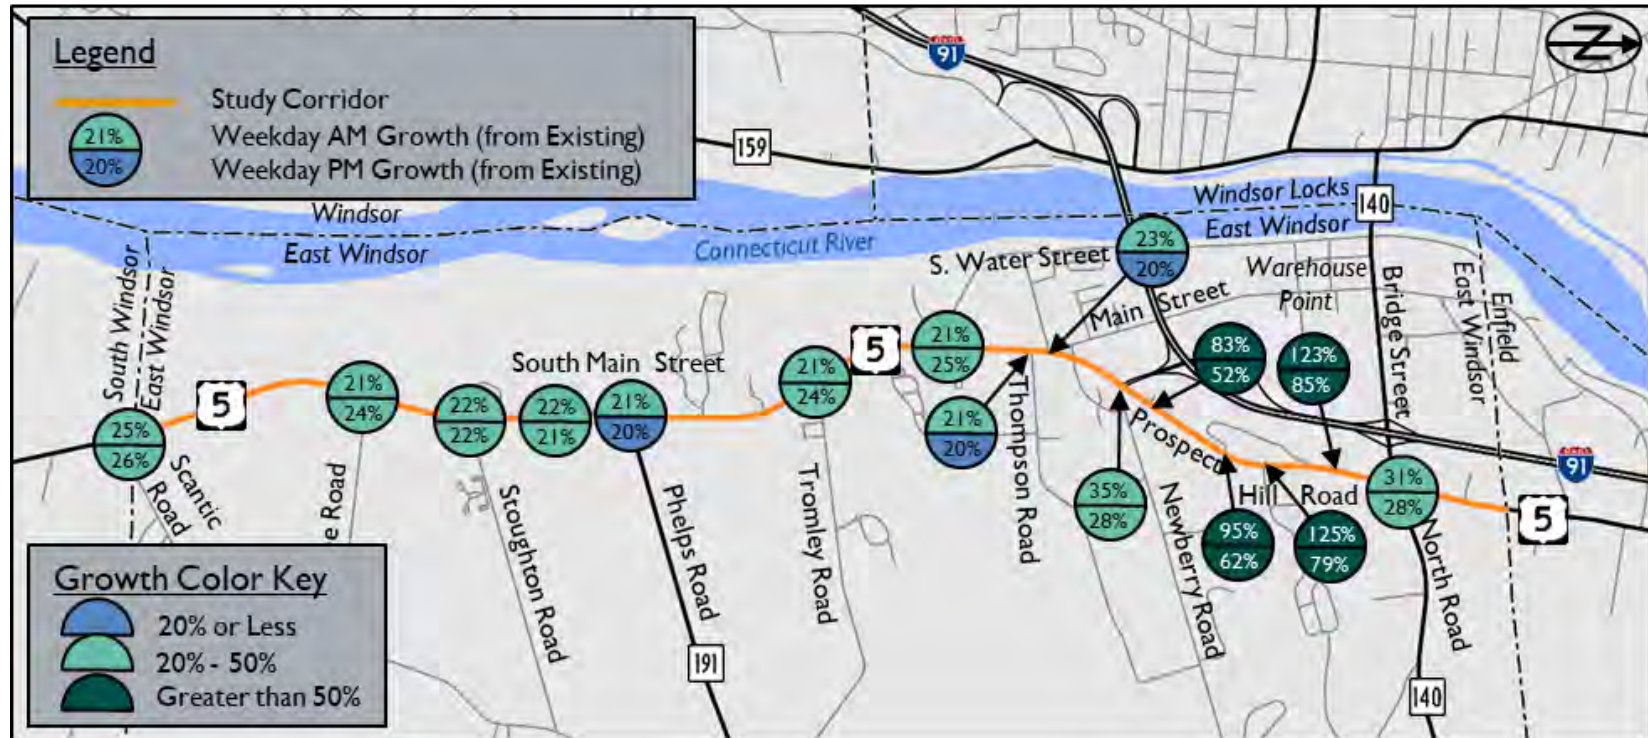 Legend
Study Corridor
21%
20%
Weekday AM Growth (from Existing)
Weekday PM Growth (from Existing)
91
Z
159
Windsor
East Windsor
Connecticut River
Windsor Locks
East Windsor
140
South Windsor
East Windsor
S. Water Street
23%
20%
Main Street
Warehouse
Point
Bridge Street
East Windsor
Enfield
5
25%
26%
Scantic
Road
21%
24%
e Road
22%
22%
Stoughton Road
South Main Street
22%
21%
21%
20%
Phelps Road
191
21%
24%
Tromley Road
5
21%
25%
21%
20%
Thompson Road
35%
28%
Newberry Road
83%
52%
123%
85%
Prospect
Hill Road
95%
62%
125%
79%
31%
28%
North Road
140
91
5
Growth Color Key
20% or Less
20% - 50%
Greater than 50%